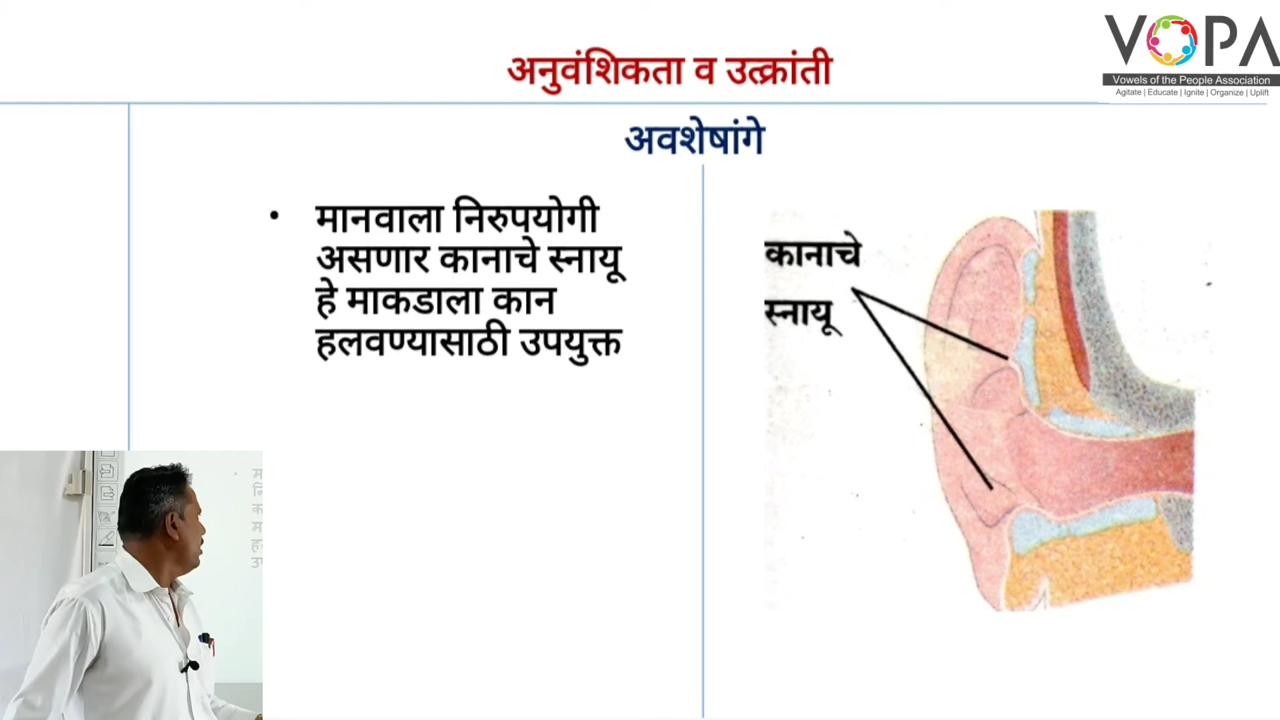 VOPA
Vowels of the People Association
Agitate | Educate | Ignite | Organize | Uplift
अनुवंशिकता व उत्क्रांती
अवशेषांगे
• मानवाला निरुपयोगी
असणार कानाचे स्नायू
हे माकडाला कान
हलवण्यासाठी उपयुक्त
कानाचे
स्नायू